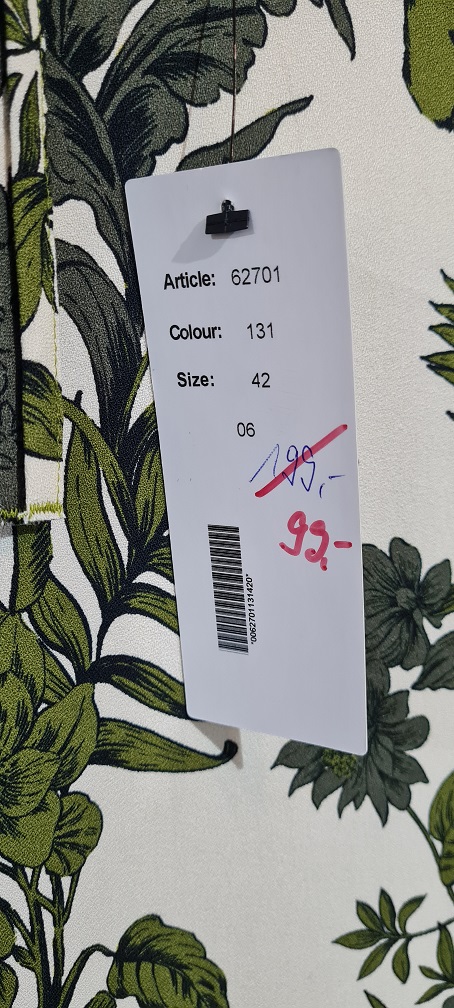 Article: 62701
Colour: 131
Size: 42
06
199,-
99,-
*0062701131420*